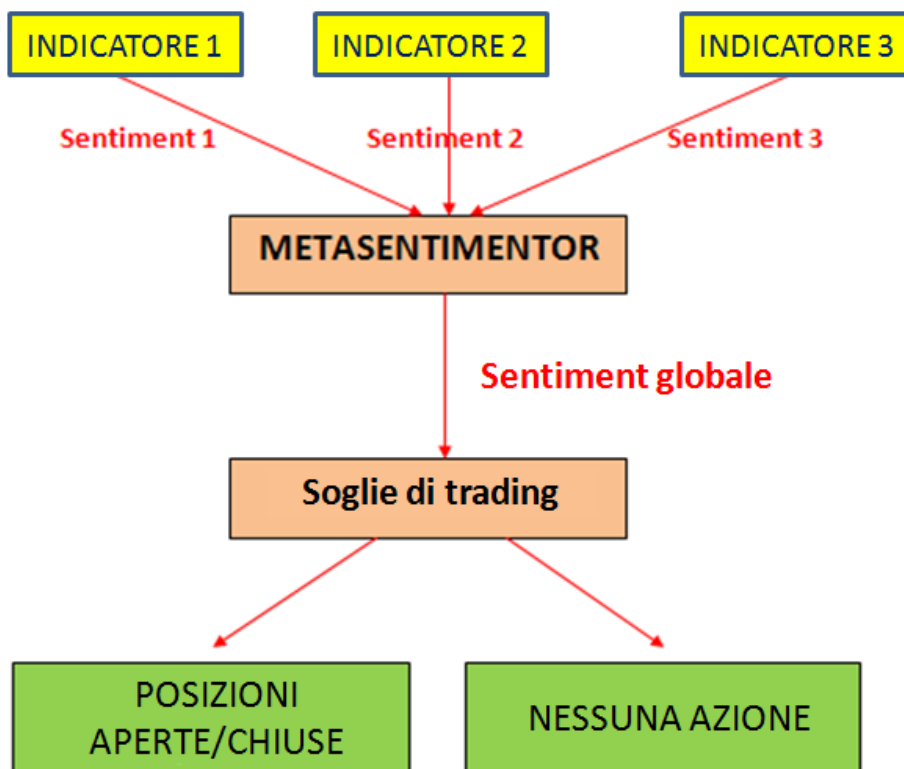 INDICATORE 1
INDICATORE 2
INDICATORE 3
Sentiment 1
Sentiment 2
Sentiment 3
METASENTIMENTOR
Sentiment globale
Soglie di trading
POSIZIONI
APERTE/CHIUSE
NESSUNA AZIONE